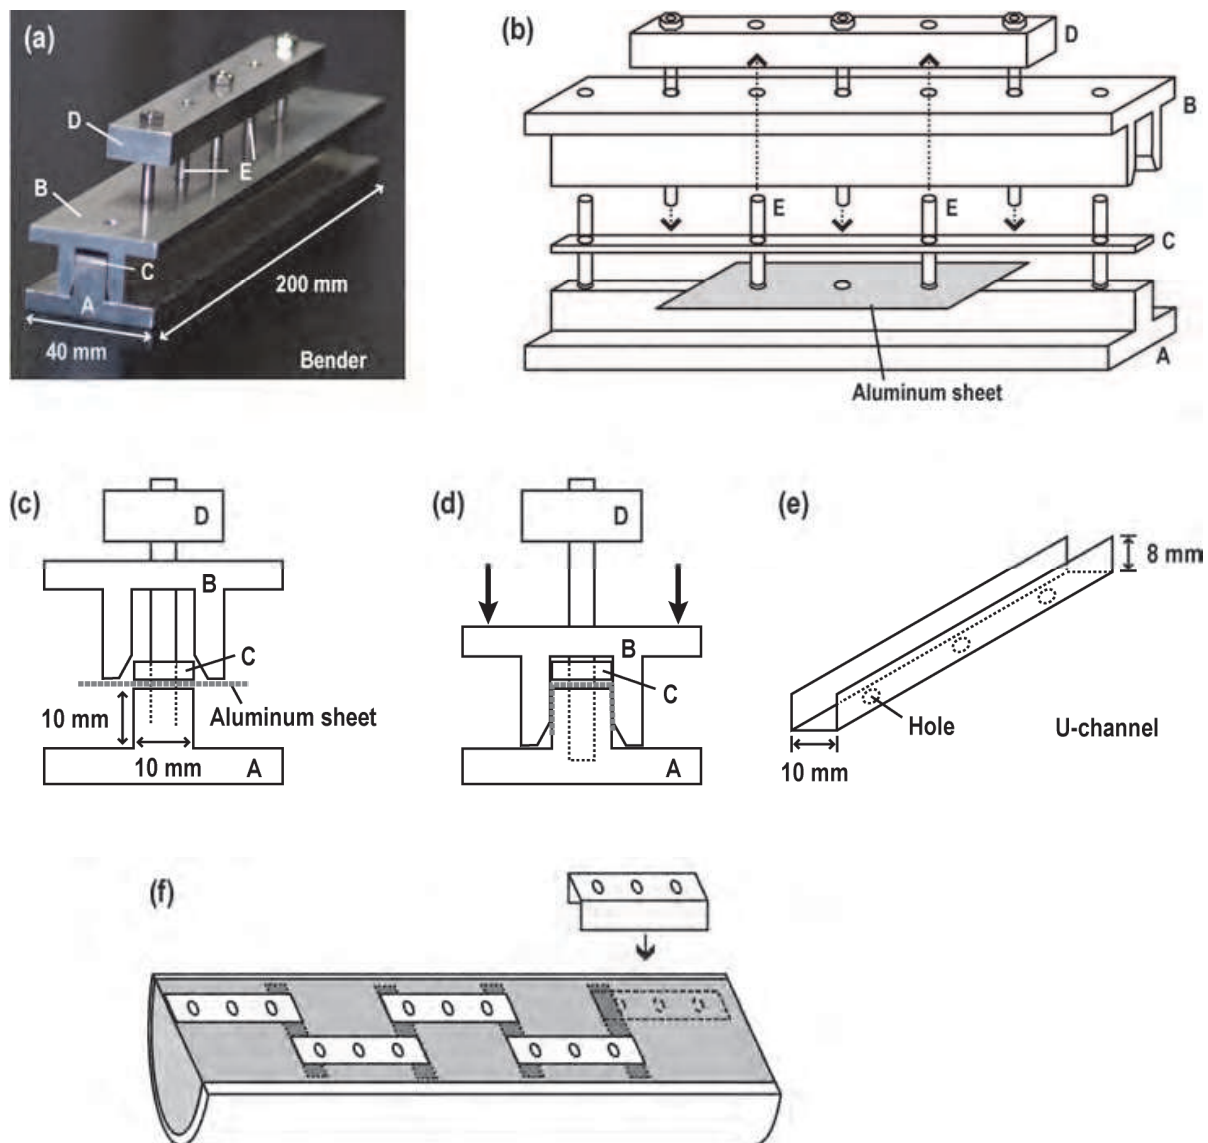 (a)
D
E
B
C
A
200 mm
40 mm
Bender
(b)
D
B
E
E
C
A
Aluminum sheet
(c)
D
B
C
10 mm
Aluminum sheet
10 mm
A
(d)
D
B
C
A
(e)
8 mm
Hole
U-channel
10 mm
(f)